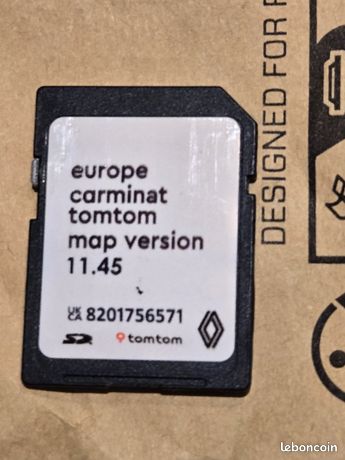 europe
carminat
tomtom
map version
11.45
UK
CA 8201756571
SD
tomtom
DESIGNED FOR
leboncoin